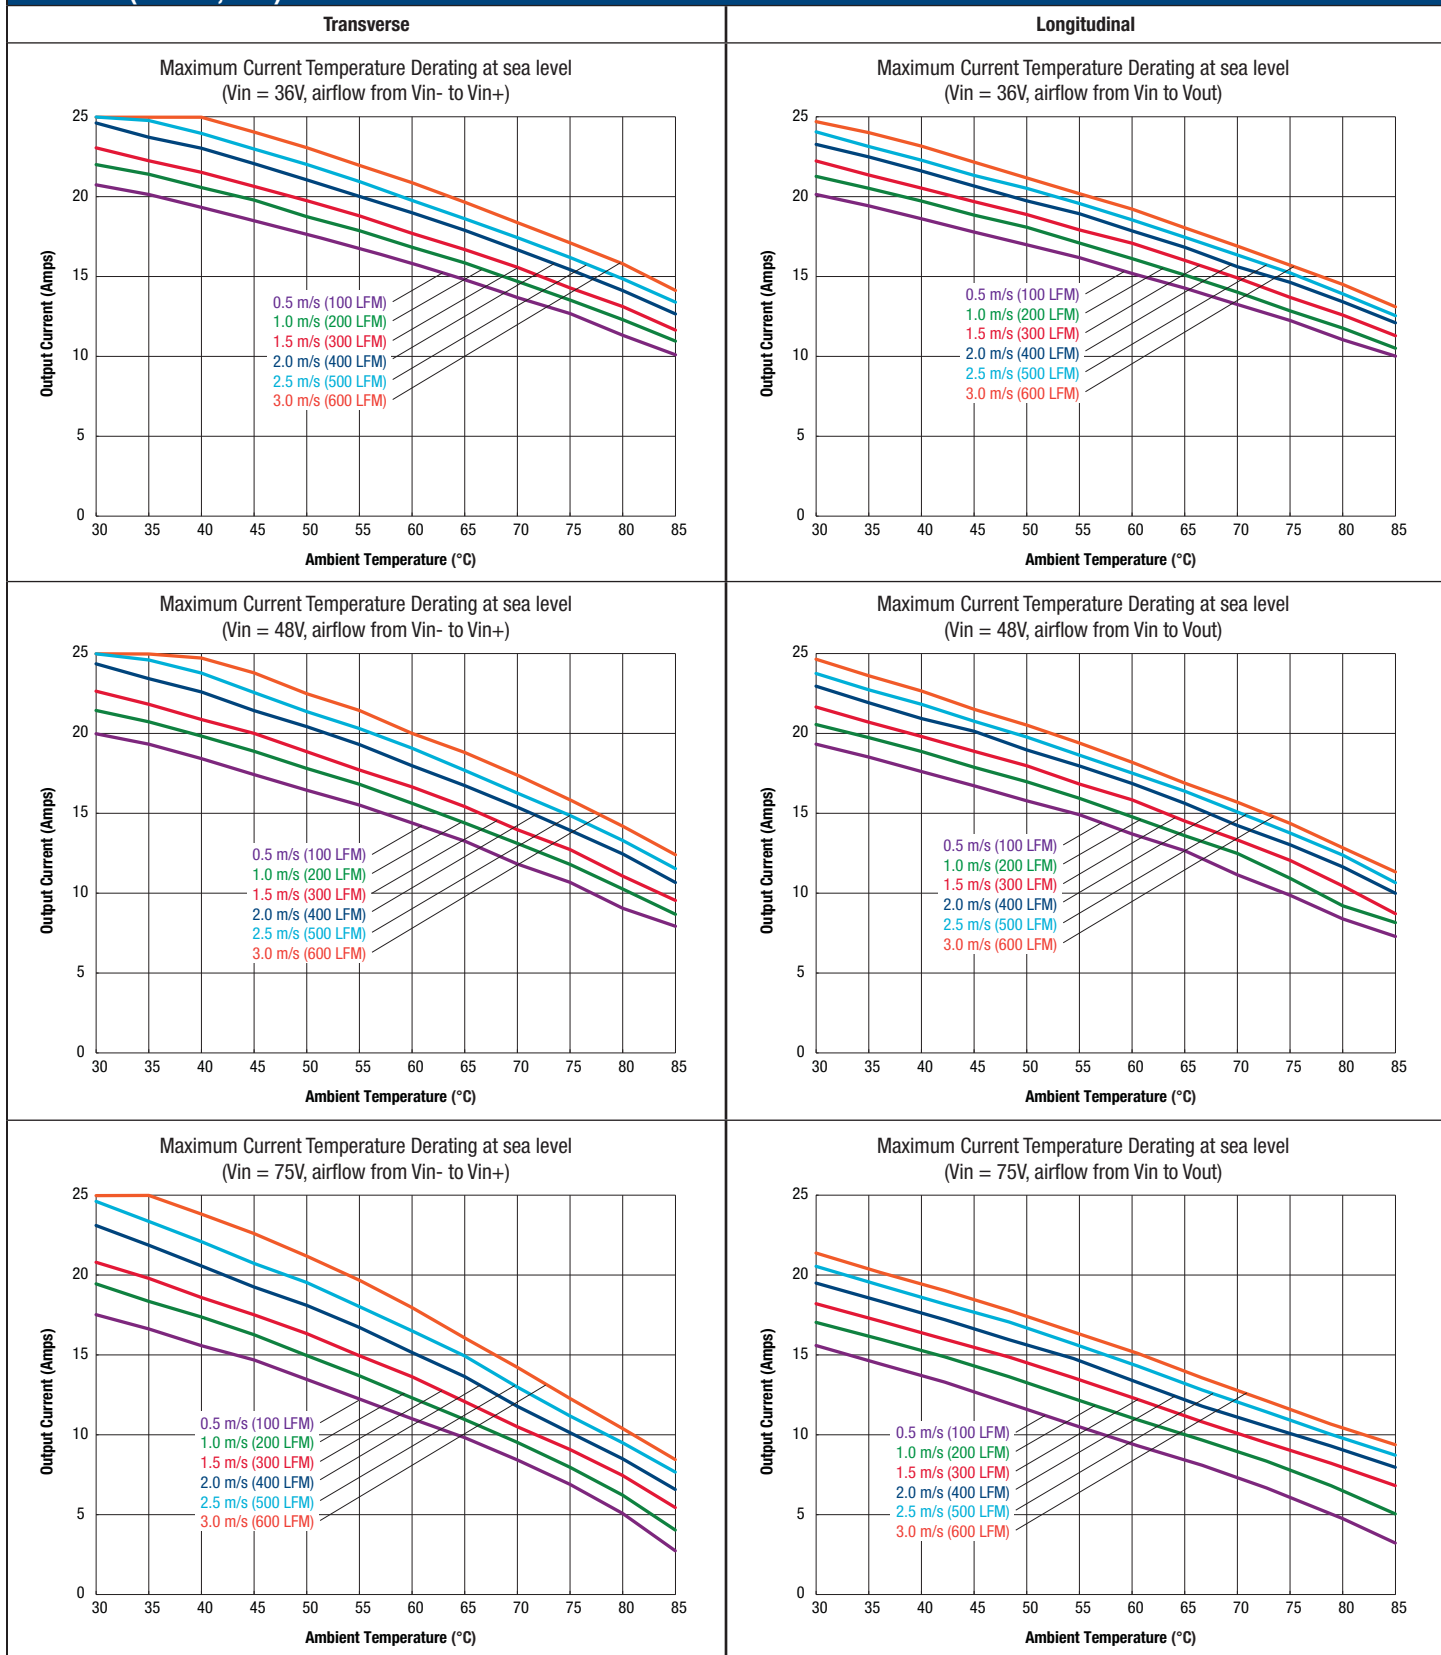 Transverse
Longitudinal
Maximum Current Temperature Derating at sea level
(Vin = 36V, airflow from Vin- to Vin+)
25
20
15
10
5
0
Output Current (Amps)
0.5 m/s (100 LFM)
1.0 m/s (200 LFM)
1.5 m/s (300 LFM)
2.0 m/s (400 LFM)
2.5 m/s (500 LFM)
3.0 m/s (600 LFM)
30 35 40 45 50 55 60 65 70 75 80 85
Ambient Temperature (°C)
Maximum Current Temperature Derating at sea level
(Vin = 36V, airflow from Vin to Vout)
25
20
15
10
5
0
Output Current (Amps)
0.5 m/s (100 LFM)
1.0 m/s (200 LFM)
1.5 m/s (300 LFM)
2.0 m/s (400 LFM)
2.5 m/s (500 LFM)
3.0 m/s (600 LFM)
30 35 40 45 50 55 60 65 70 75 80 85
Ambient Temperature (°C)
Maximum Current Temperature Derating at sea level
(Vin = 48V, airflow from Vin- to Vin+)
25
20
15
10
5
0
Output Current (Amps)
0.5 m/s (100 LFM)
1.0 m/s (200 LFM)
1.5 m/s (300 LFM)
2.0 m/s (400 LFM)
2.5 m/s (500 LFM)
3.0 m/s (600 LFM)
30 35 40 45 50 55 60 65 70 75 80 85
Ambient Temperature (°C)
Maximum Current Temperature Derating at sea level
(Vin = 48V, airflow from Vin to Vout)
25
20
15
10
5
0
Output Current (Amps)
0.5 m/s (100 LFM)
1.0 m/s (200 LFM)
1.5 m/s (300 LFM)
2.0 m/s (400 LFM)
2.5 m/s (500 LFM)
3.0 m/s (600 LFM)
30 35 40 45 50 55 60 65 70 75 80 85
Ambient Temperature (°C)
Maximum Current Temperature Derating at sea level
(Vin = 75V, airflow from Vin- to Vin+)
25
20
15
10
5
0
Output Current (Amps)
0.5 m/s (100 LFM)
1.0 m/s (200 LFM)
1.5 m/s (300 LFM)
2.0 m/s (400 LFM)
2.5 m/s (500 LFM)
3.0 m/s (600 LFM)
30 35 40 45 50 55 60 65 70 75 80 85
Ambient Temperature (°C)
Maximum Current Temperature Derating at sea level
(Vin = 75V, airflow from Vin to Vout)
25
20
15
10
5
0
Output Current (Amps)
0.5 m/s (100 LFM)
1.0 m/s (200 LFM)
1.5 m/s (300 LFM)
2.0 m/s (400 LFM)
2.5 m/s (500 LFM)
3.0 m/s (600 LFM)
30 35 40 45 50 55 60 65 70 75 80 85
Ambient Temperature (°C)